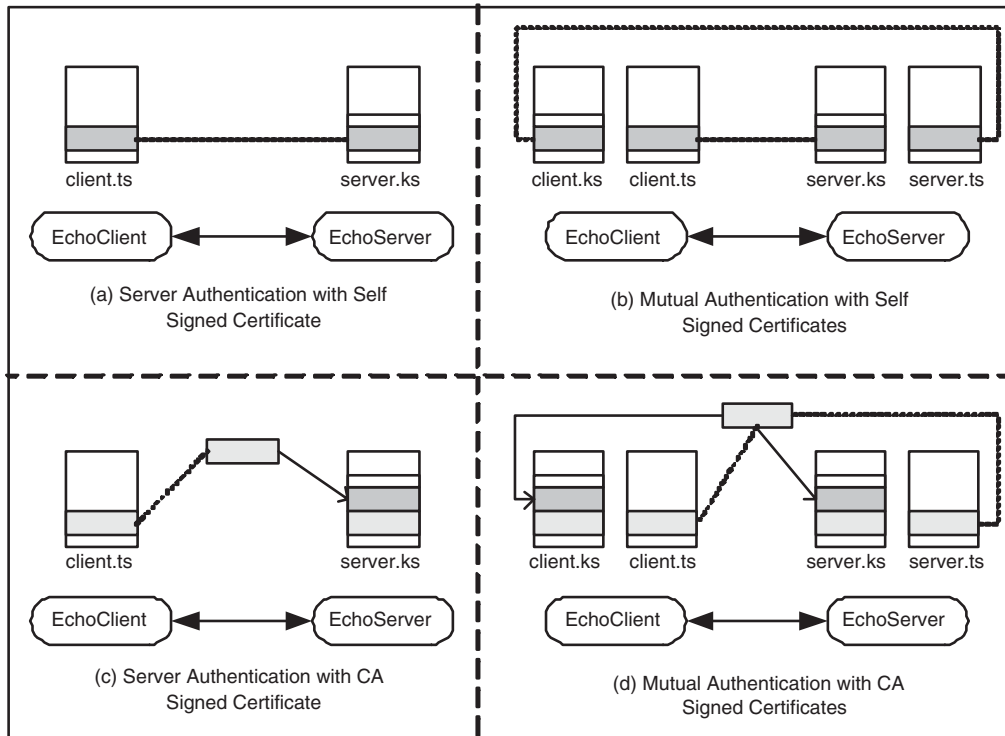 client.ts
server.ks
EchoClient
EchoServer
(a) Server Authentication with Self
Signed Certificate
client.ks
client.ts
server.ks
server.ts
EchoClient
EchoServer
(b) Mutual Authentication with Self
Signed Certificates
client.ts
server.ks
EchoClient
EchoServer
(c) Server Authentication with CA
Signed Certificate
client.ks
client.ts
server.ks
server.ts
EchoClient
EchoServer
(d) Mutual Authentication with CA
Signed Certificates